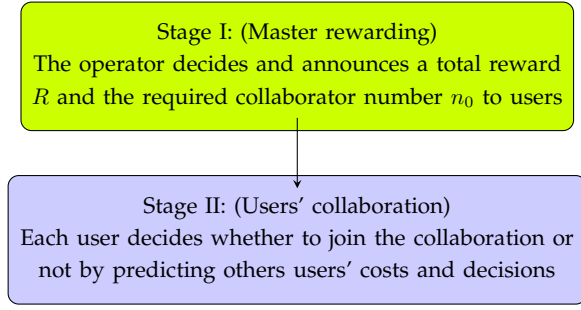 Stage I: (Master rewarding)
The operator decides and announces a total reward
R and the required collaborator number n₀ to users
Stage II: (Users' collaboration)
Each user decides whether to join the collaboration or
not by predicting others users' costs and decisions